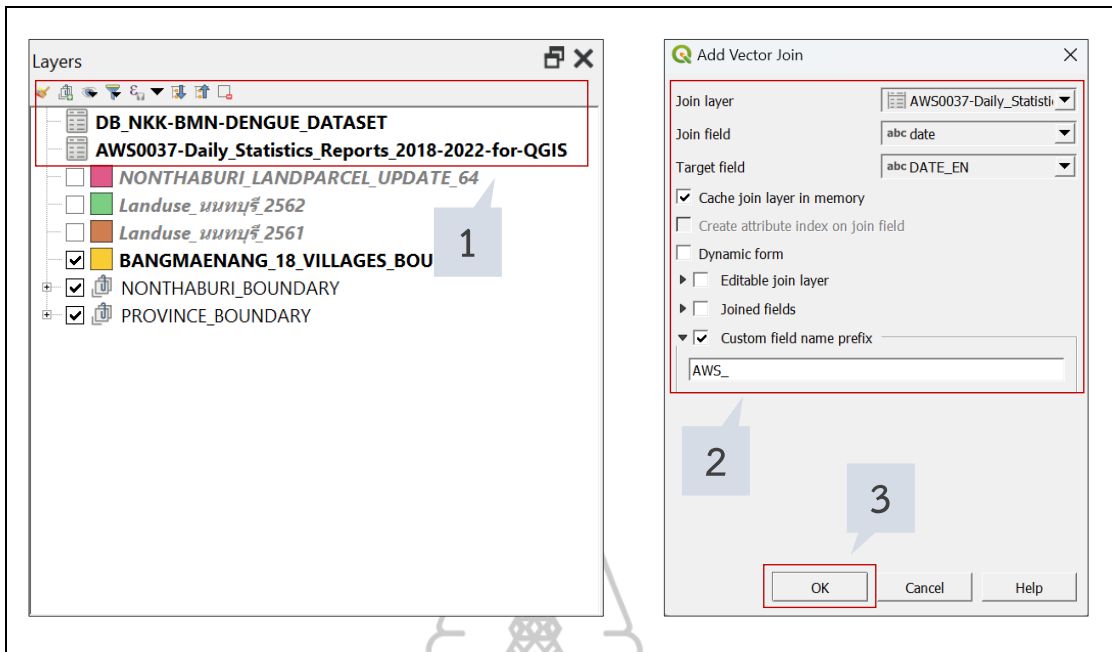 Layers
DB_NKK-BMN-DENGUE_DATASET
AWS0037-Daily_Statistics_Reports_2018-2022-for-QGIS
NONTHABURI_LANDPARCEL_UPDATE_64
Landuse_นนทบุรี_2562
Landuse_นนทบุรี_2561
BANGMAENANG_18_VILLAGES_BOU
NONTHABURI_BOUNDARY
PROVINCE_BOUNDARY
1
Add Vector Join
Join layer AWS0037-Daily_Statisti
Join field abc date
Target field abc DATE_EN
Cache join layer in memory
Create attribute index on join field
Dynamic form
Editable join layer
Joined fields
Custom field name prefix
AWS_
2
3
OK Cancel Help